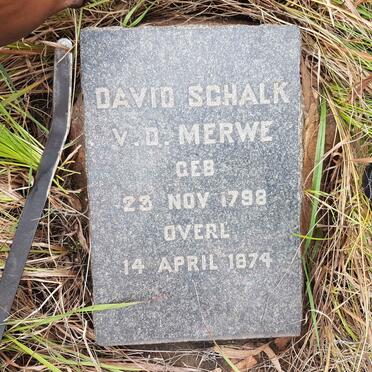 DAVID SCHALK
V.D. MERWE
GEB
23 NOV 1798
OVERL
14 APRIL 1874